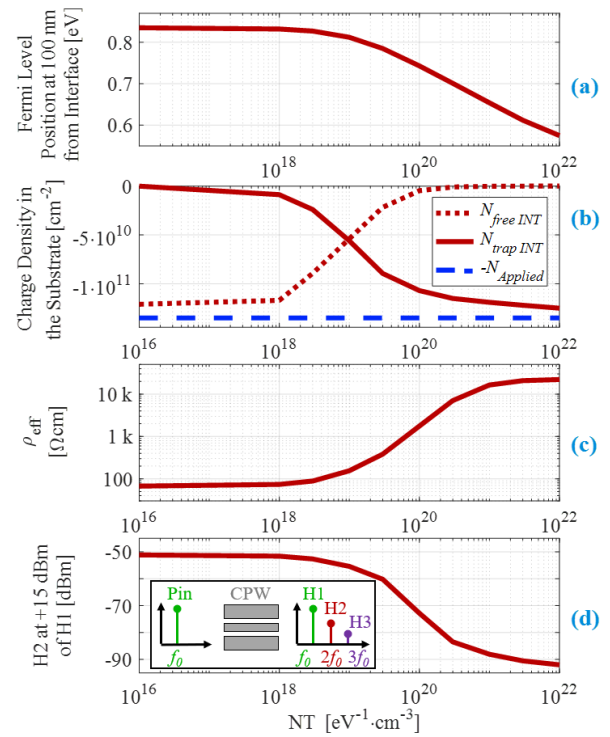 Fermi Level
Position at 100 nm
from Interface [eV]
0.8
0.7
0.6
10^18
10^20
10^22
(a)
Charge Density in
the Substrate [cm^-2]
0
-5·10^10
-1·10^11
N_free INT
N_trap INT
-N_Applied
10^16
10^18
10^20
10^22
(b)
ρ_eff
[Ωcm]
10 k
1 k
100
10^16
10^18
10^20
10^22
(c)
H2 at +15 dBm
of H1 [dBm]
-50
-70
-90
Pin
f_0
CPW
H1
H2
H3
f_0 2f_0 3f_0
10^16
10^18
10^20
10^22
(d)
NT [eV^-1·cm^-3]